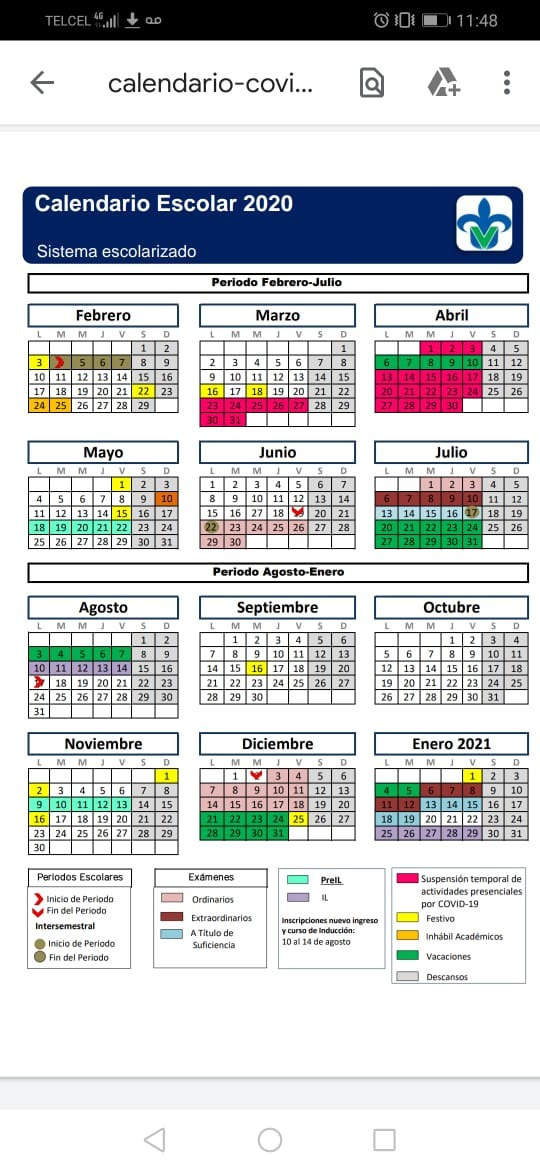 TELCEL 4G 11:48
calendario-covi...
Calendario Escolar 2020
Sistema escolarizado
Periodo Febrero-Julio
Febrero
L M M J V S D
1 2
3 5 6 7 8 9
10 11 12 13 14 15 16
17 18 19 20 21 22 23
24 25 26 27 28 29
Marzo
L M M J V S D
1
2 3 4 5 6 7 8
9 10 11 12 13 14 15
16 17 18 19 20 21 22
23 24 25 26 27 28 29
30 31
Abril
L M M J V S D
1 2 3 4 5
6 7 8 9 10 11 12
13 14 15 16 17 18 19
20 21 22 23 24 25 26
27 28 29 30
Mayo
L M M J V S D
1 2 3
4 5 6 7 8 9 10
11 12 13 14 15 16 17
18 19 20 21 22 23 24
25 26 27 28 29 30 31
Junio
L M M J V S D
1 2 3 4 5 6 7
8 9 10 11 12 13 14
15 16 27 18 20 21
22 23 24 25 26 27 28
29 30
Julio
L M M J V S D
1 2 3 4 5
6 7 8 9 10 11 12
13 14 15 16 17 18 19
20 21 22 23 24 25 26
27 28 29 30 31
Periodo Agosto-Enero
Agosto
L M M J V S D
1 2
3 4 5 6 7 8 9
10 11 12 13 14 15 16
18 19 20 21 22 23
24 25 26 27 28 29 30
31
Septiembre
L M M J V S D
1 2 3 4 5 6
7 8 9 10 11 12 13
14 15 16 17 18 19 20
21 22 23 24 25 26 27
28 29 30
Octubre
L M M J V S D
1 2 3 4
5 6 7 8 9 10 11
12 13 14 15 16 17 18
19 20 21 22 23 24 25
26 27 28 29 30 31
Noviembre
L M M J V S D
1
2 3 4 5 6 7 8
9 10 11 12 13 14 15
16 17 18 19 20 21 22
23 24 25 26 27 28 29
30
Diciembre
L M M J V S D
1 3 4 5 6
7 8 9 10 11 12 13
14 15 16 17 18 19 20
21 22 23 24 25 26 27
28 29 30 31
Enero 2021
L M M J V S D
1 2 3
4 5 6 7 8 9 10
11 12 13 14 15 16 17
18 19 20 21 22 23 24
25 26 27 28 29 30 31
Períodos Escolares
Inicio de Periodo
Fin del Periodo
Intersemestral
Inicio de Periodo
Fin del Periodo
Exámenes
Ordinarios
Extraordinarios
A Título de
Suficiencia
PreIL
IL
Inscripciones nuevo ingreso
y curso de Inducción:
10 al 14 de agosto
Suspensión temporal de
actividades presenciales
por COVID-19
Festivo
Inhábil Académicos
Vacaciones
Descansos